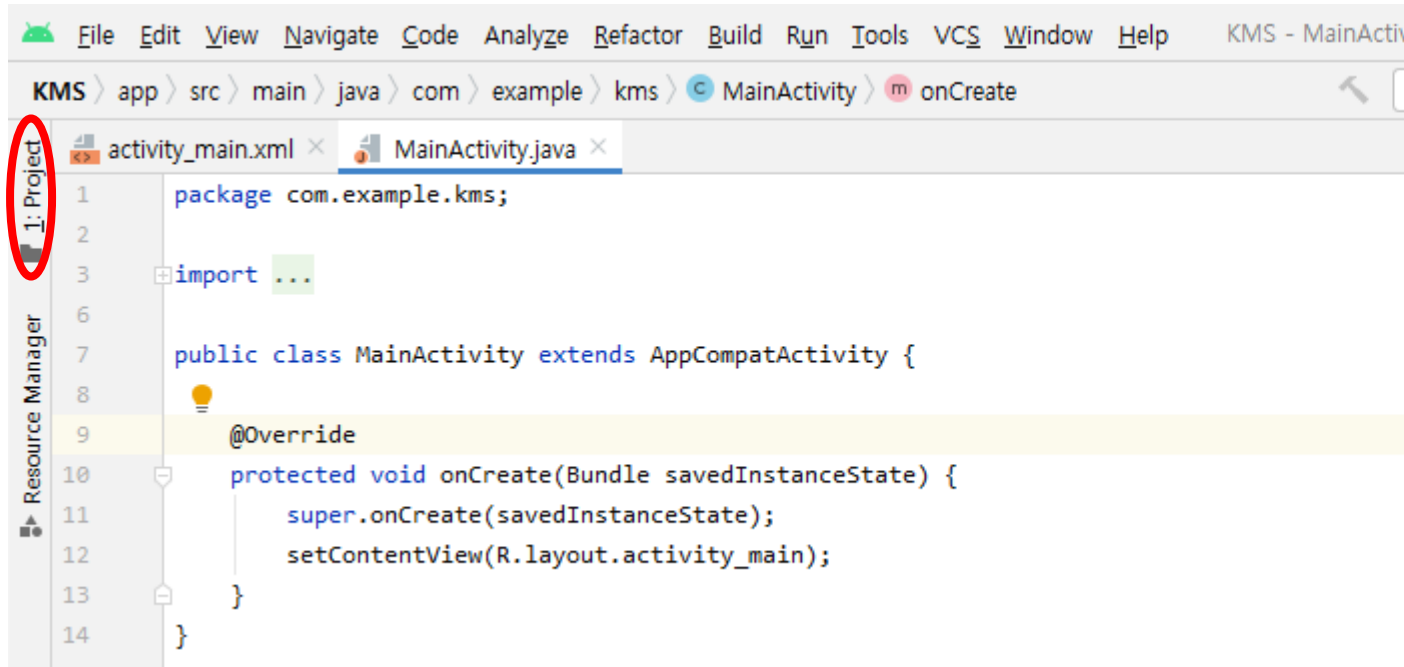 File Edit View Navigate Code Analyze Refactor Build Run Tools VCS Window Help KMS - MainActiv
KMS app src main java com example kms C MainActivity m onCreate
1: Project
Resource Manager
activity_main.xml MainActivity.java
1 package com.example.kms;
2
3 import ...
6
7 public class MainActivity extends AppCompatActivity {
8
9 @Override
10 protected void onCreate(Bundle savedInstanceState) {
11 super.onCreate(savedInstanceState);
12 setContentView(R.layout.activity_main);
13 }
14 }